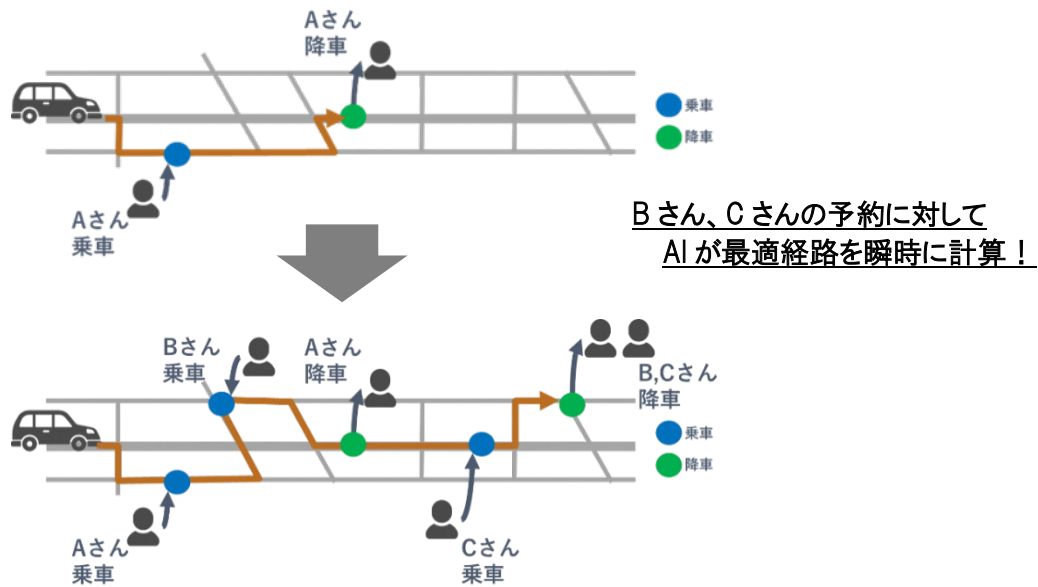 Aさん
降車
乗車
降車
Aさん
乗車
Bさん、Cさんの予約に対して
AIが最適経路を瞬時に計算！
Bさん
乗車
Aさん
降車
B,Cさん
降車
乗車
降車
Aさん
乗車
Cさん
乗車